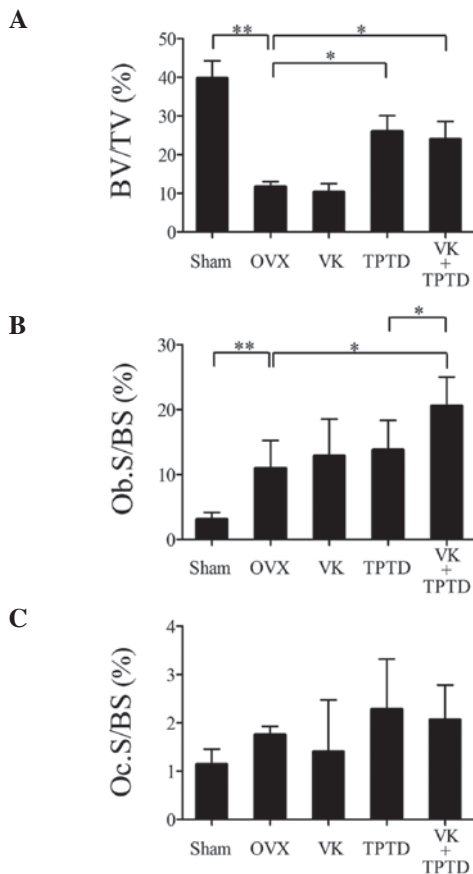 A
BV/TV (%)
50
40
30
20
10
0
** *
*
Sham OVX VK TPTD VK + TPTD
B
Ob.S/BS (%)
30
20
10
0
*
** *
Sham OVX VK TPTD VK + TPTD
C
Oc.S/BS (%)
4
3
2
1
0
Sham OVX VK TPTD VK + TPTD